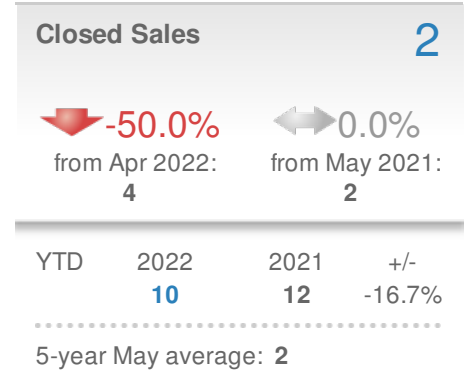 Closed Sales 2
-50.0% 0.0%
from Apr 2022: from May 2021:
4 2
YTD 2022 2021 +/-
10 12 -16.7%
5-year May average: 2